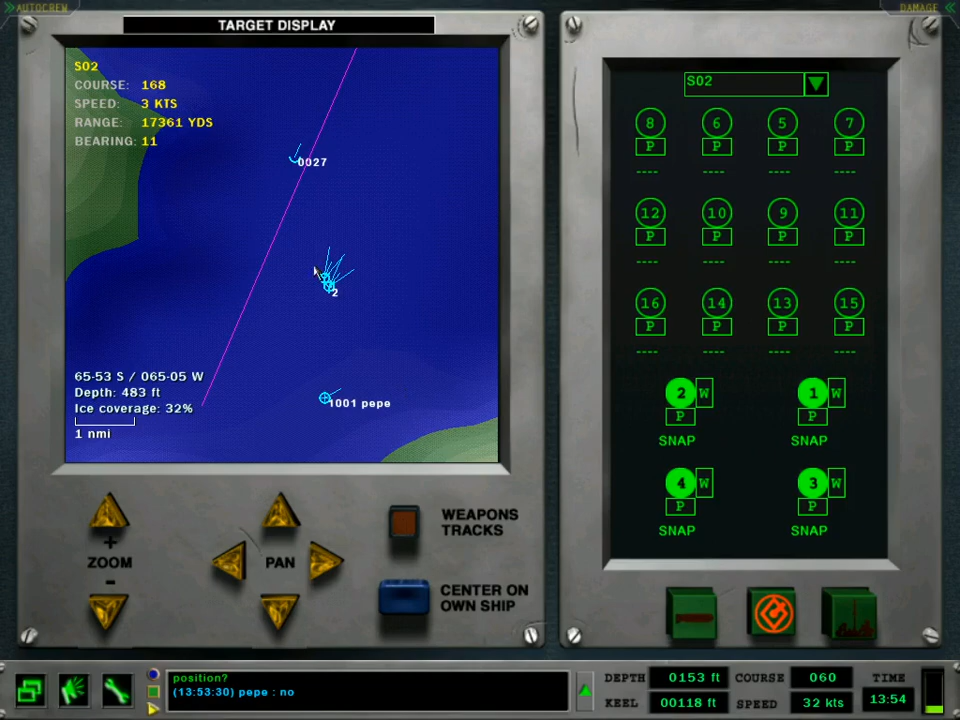 AUTOCREW
DAMAGE
TARGET DISPLAY
S02
COURSE: 168
SPEED: 3 KTS
RANGE: 17361 YDS
BEARING: 11
0027
2
1001 pepe
65-53 S / 065-05 W
Depth: 483 ft
Ice coverage: 32%
1 nmi
+
ZOOM
-
PAN
WEAPONS
TRACKS
CENTER ON
OWN SHIP
S02
8 6 5 7
P P P P
---- ---- ---- ----
12 10 9 11
P P P P
---- ---- ---- ----
16 14 13 15
P P P P
---- ---- ---- ----
2 W 1 W
P P
SNAP SNAP
4 W 3 W
P P
SNAP SNAP
position?
(13:53:30) pepe : no
DEPTH 0153 ft COURSE 060 TIME
KEEL 00118 ft SPEED 32 kts 13:54